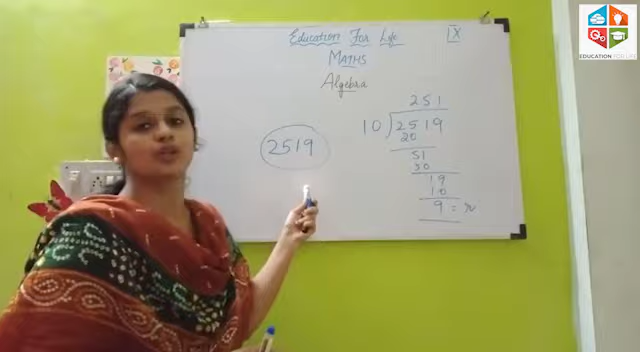 Education For Life
IX
MATHS
Algebra
2519
251
10 2519
20
51
50
19
10
9 = r
EDUCATION FOR LIFE